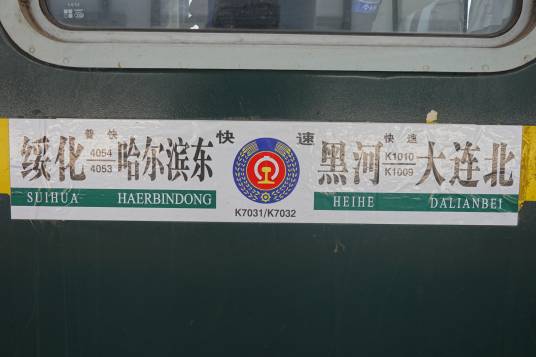 普快 快速 快速
绥化 4054 哈尔滨东 黑河 K1010 大连北
4053 K1009
SUIHUA HAERBINDONG K7031/K7032 HEIHE DALIANBEI